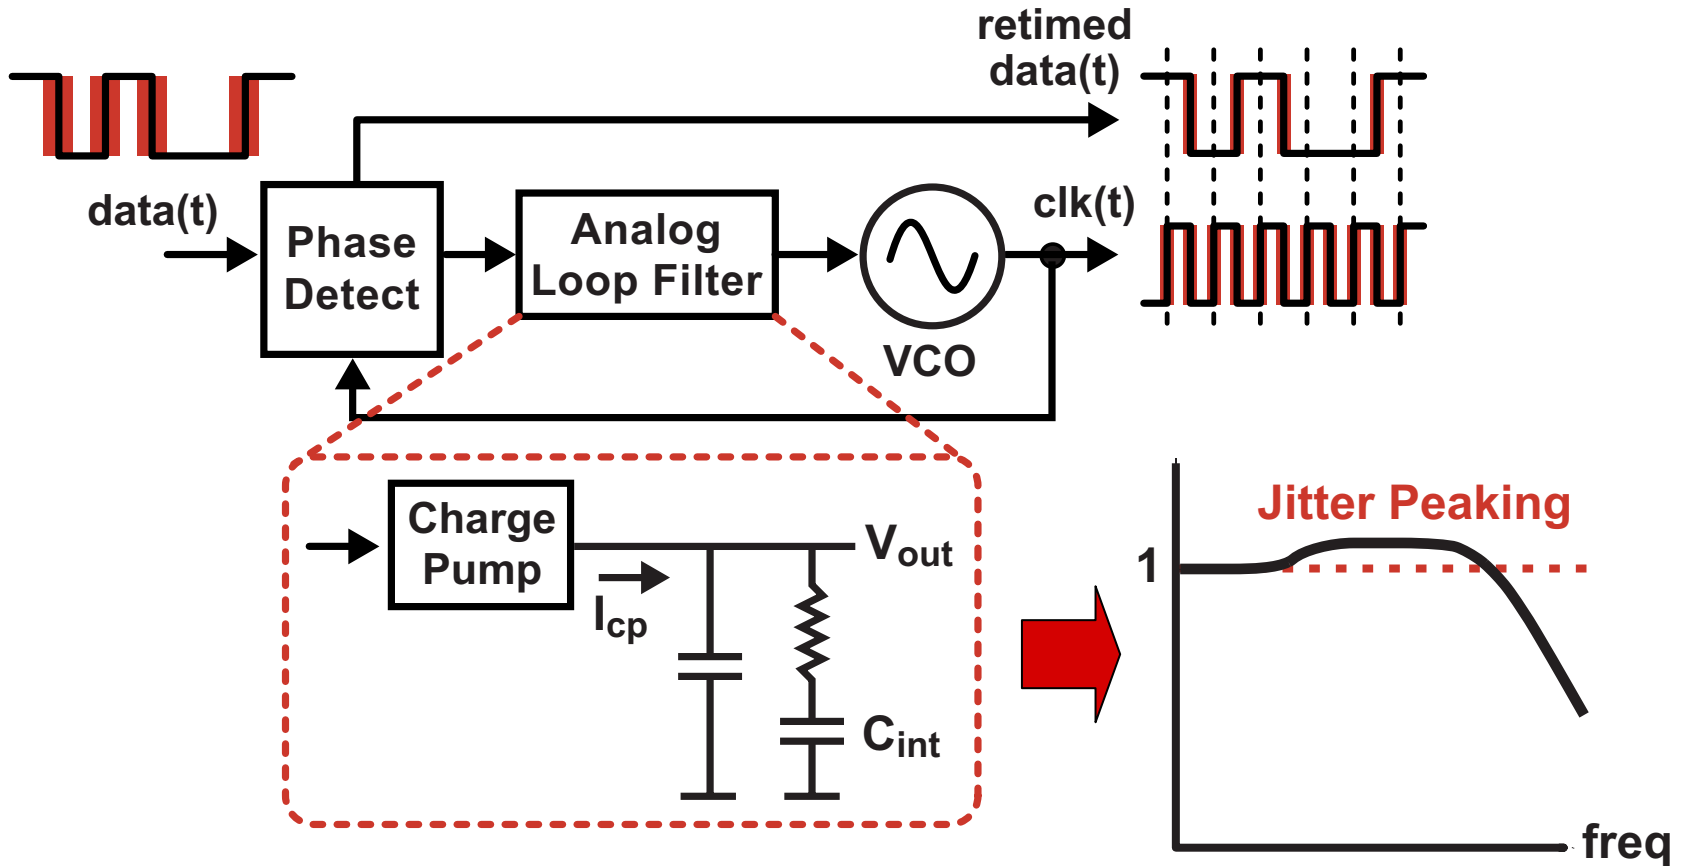 retimed
data(t)
data(t)
Phase
Detect
Analog
Loop Filter
VCO
clk(t)
Charge
Pump
Icp
Vout
Cint
Jitter Peaking
1
freq